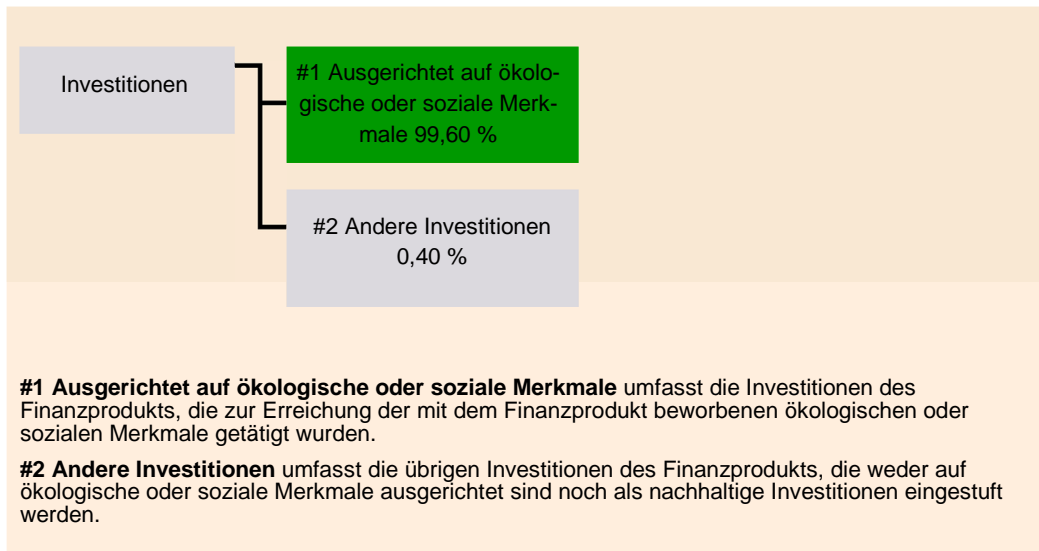 Investitionen
#1 Ausgerichtet auf ökolo-
gische oder soziale Merk-
male 99,60 %
#2 Andere Investitionen
0,40 %
#1 Ausgerichtet auf ökologische oder soziale Merkmale umfasst die Investitionen des
Finanzprodukts, die zur Erreichung der mit dem Finanzprodukt beworbenen ökologischen oder
sozialen Merkmale getätigt wurden.
#2 Andere Investitionen umfasst die übrigen Investitionen des Finanzprodukts, die weder auf
ökologische oder soziale Merkmale ausgerichtet sind noch als nachhaltige Investitionen eingestuft
werden.